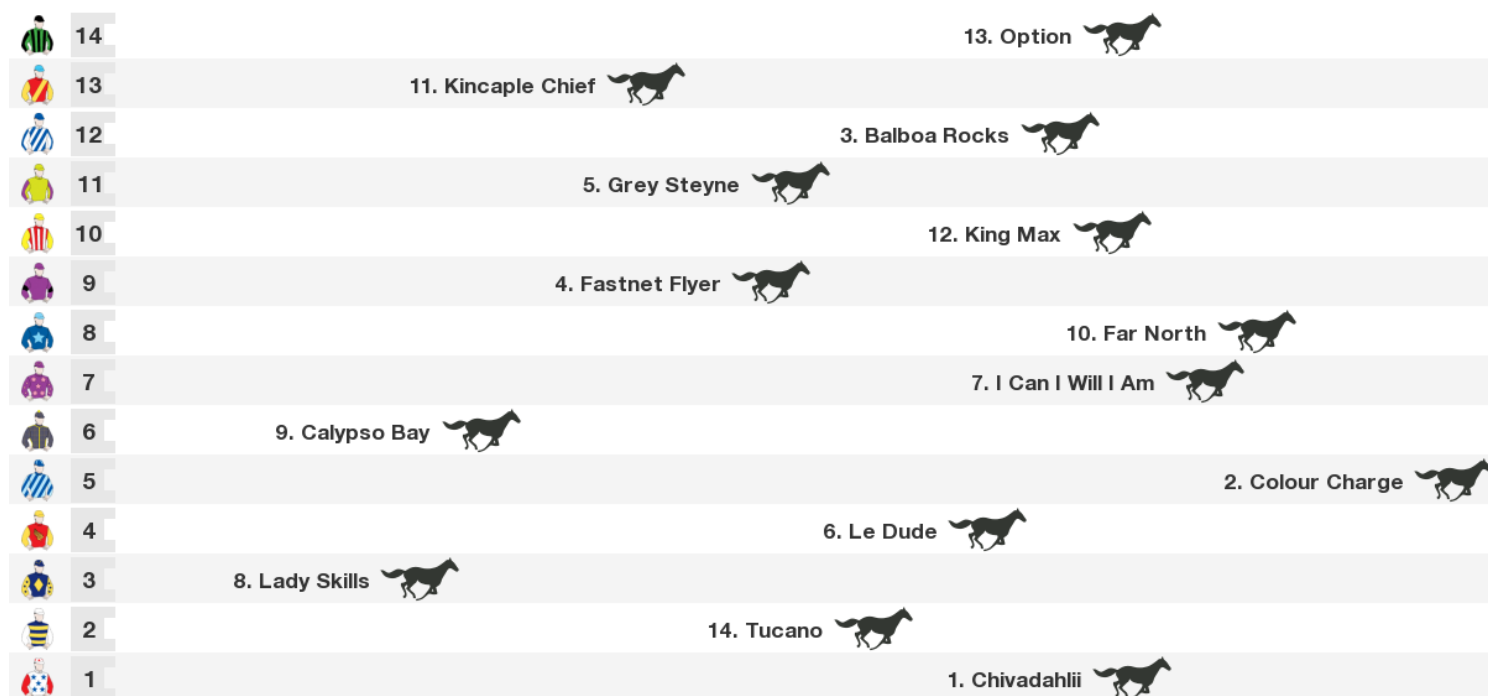 14 13. Option
13 11. Kincaple Chief
12 3. Balboa Rocks
11 5. Grey Steyne
10 12. King Max
9 4. Fastnet Flyer
8 10. Far North
7 7. I Can I Will I Am
6 9. Calypso Bay
5 2. Colour Charge
4 6. Le Dude
3 8. Lady Skills
2 14. Tucano
1 1. Chivadahlii